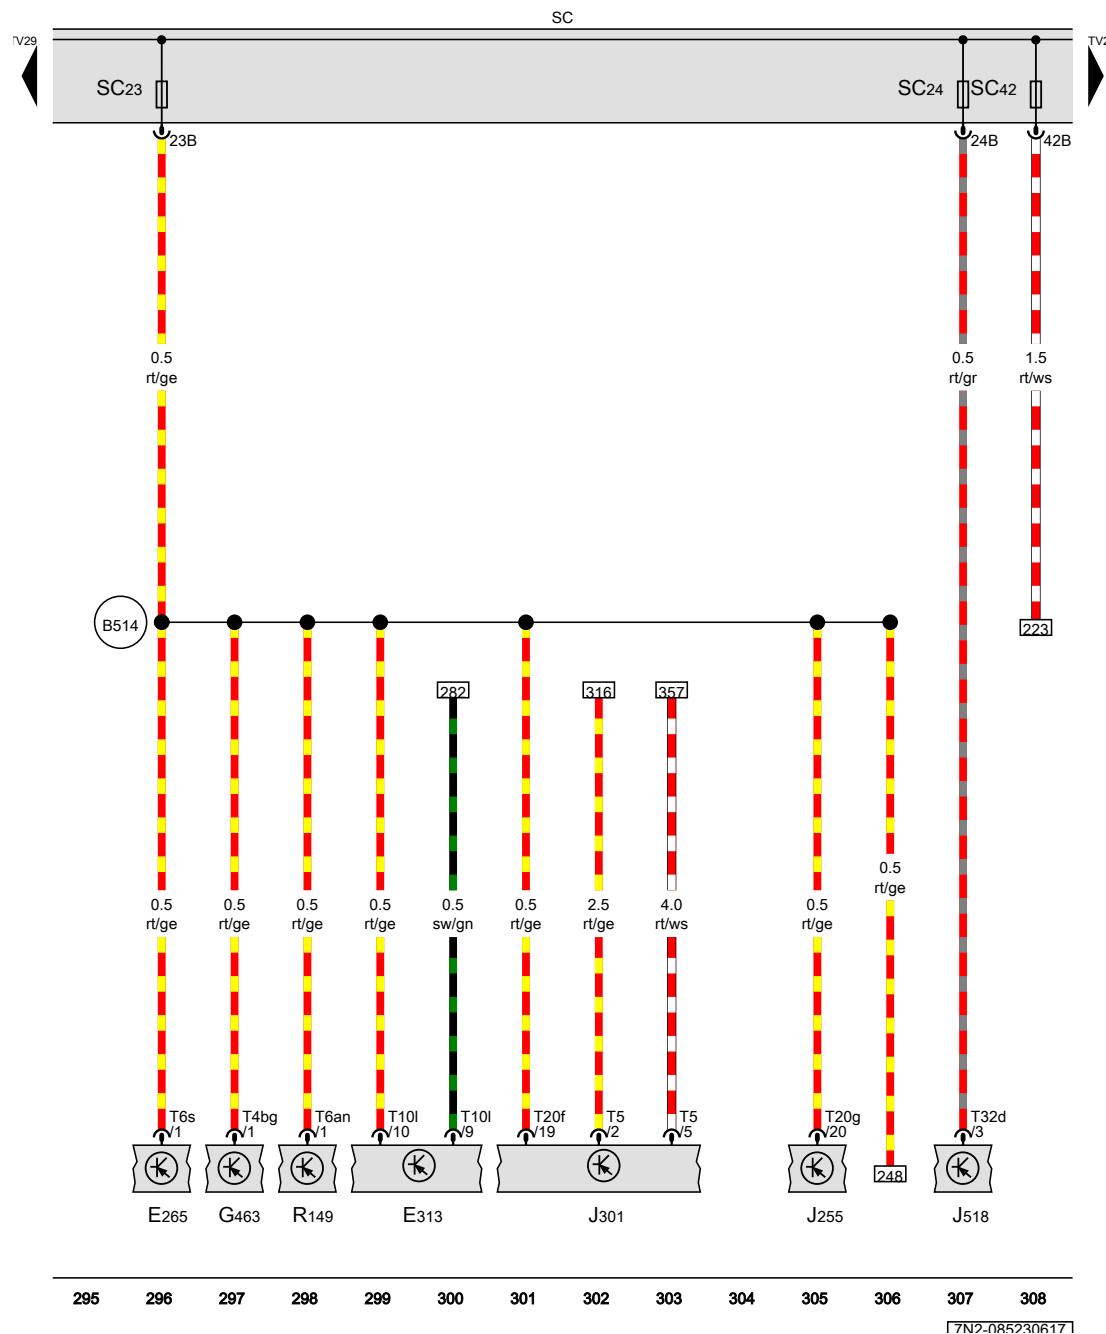 SC
TV29
SC23
SC24
SC42
23B
24B
42B
0.5
rt/ge
0.5
rt/gr
1.5
rt/ws
B514
223
282
316
357
0.5
rt/ge
0.5
rt/ge
0.5
rt/ge
0.5
rt/ge
0.5
rt/ge
0.5
sw/gn
0.5
rt/ge
2.5
rt/ge
4.0
rt/ws
0.5
rt/ge
T6s
/1
T4bg
/1
T6an
/1
T10l
/10
T10l
/9
T20f
/19
T5
/2
T5
/5
T20g
/20
T32d
/3
248
E265
G463
R149
E313
J301
J255
J518
295 296 297 298 299 300 301 302 303 304 305 306 307 308
7N2-085230617